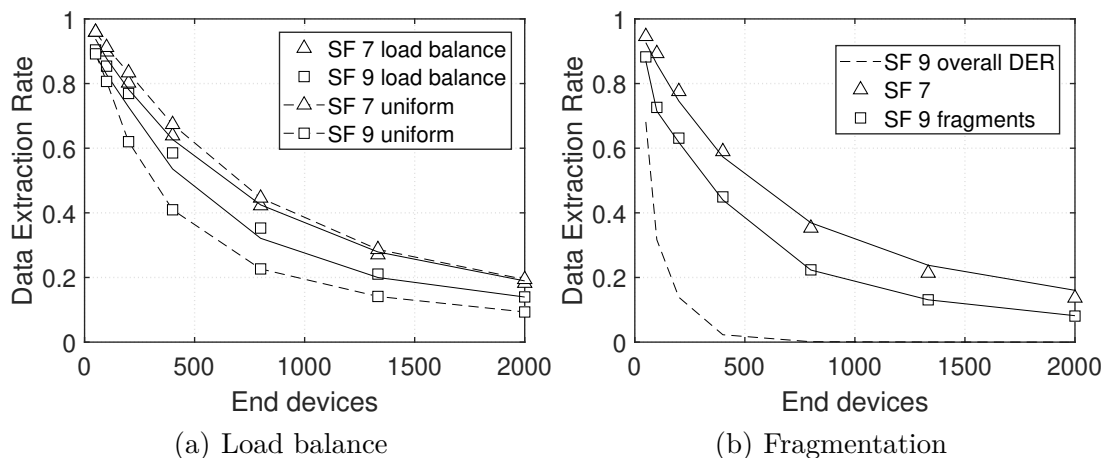 Data Extraction Rate
1
0.8
0.6
0.4
0.2
0
SF 7 load balance
SF 9 load balance
SF 7 uniform
SF 9 uniform
0 500 1000 1500 2000
End devices
(a) Load balance
Data Extraction Rate
1
0.8
0.6
0.4
0.2
0
SF 9 overall DER
SF 7
SF 9 fragments
0 500 1000 1500 2000
End devices
(b) Fragmentation